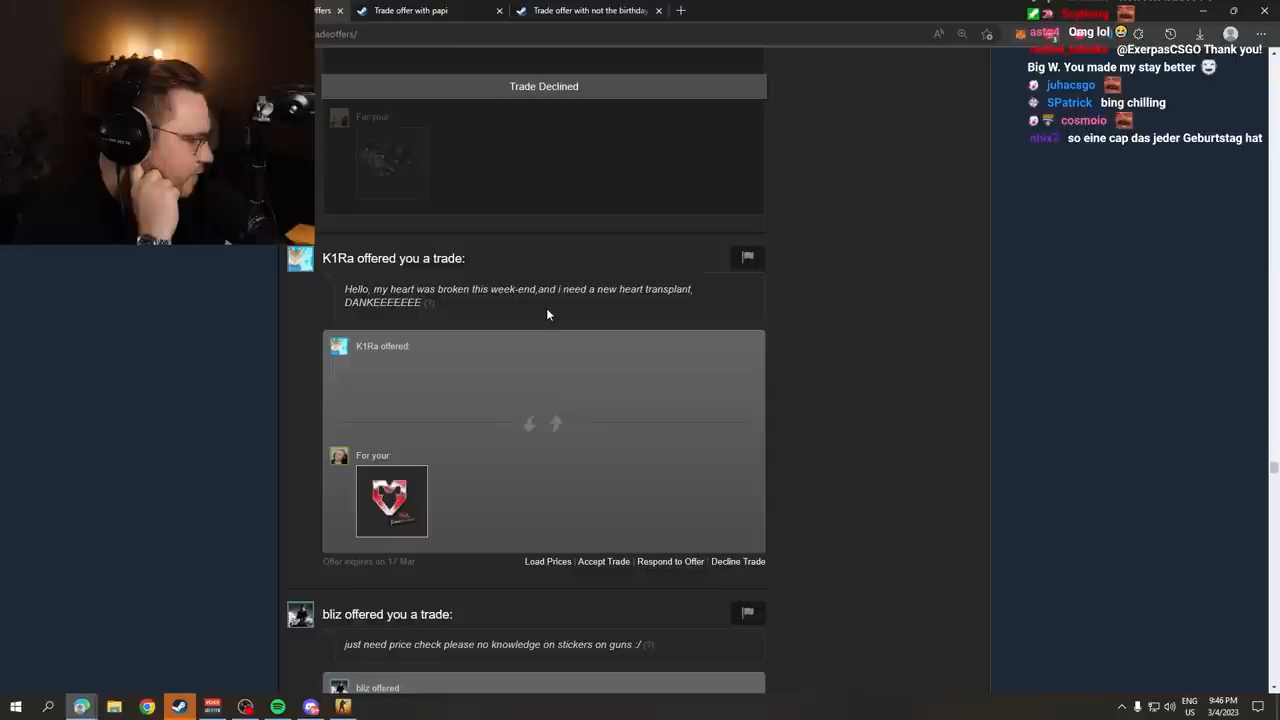 ffers
Trade offer with papi
Trade offer with not the birthday
adeoffers/
Trade Declined
For your
K1Ra offered you a trade:
Hello, my heart was broken this week-end,and i need a new heart transplant,
DANKEEEEEEE (?)
K1Ra offered:
For your
Offer expires on 17 Mar
Load Prices | Accept Trade | Respond to Offer | Decline Trade
bliz offered you a trade:
just need price check please no knowledge on stickers on guns :/ (?)
bliz offered
astg4 Omg lol
@ExerpasCSGO Thank you!
Big W. You made my stay better
juhacsgo
SPatrick bing chilling
cosmoio
so eine cap das jeder Geburtstag hat
ENG
US
9:46 PM
3/4/2023